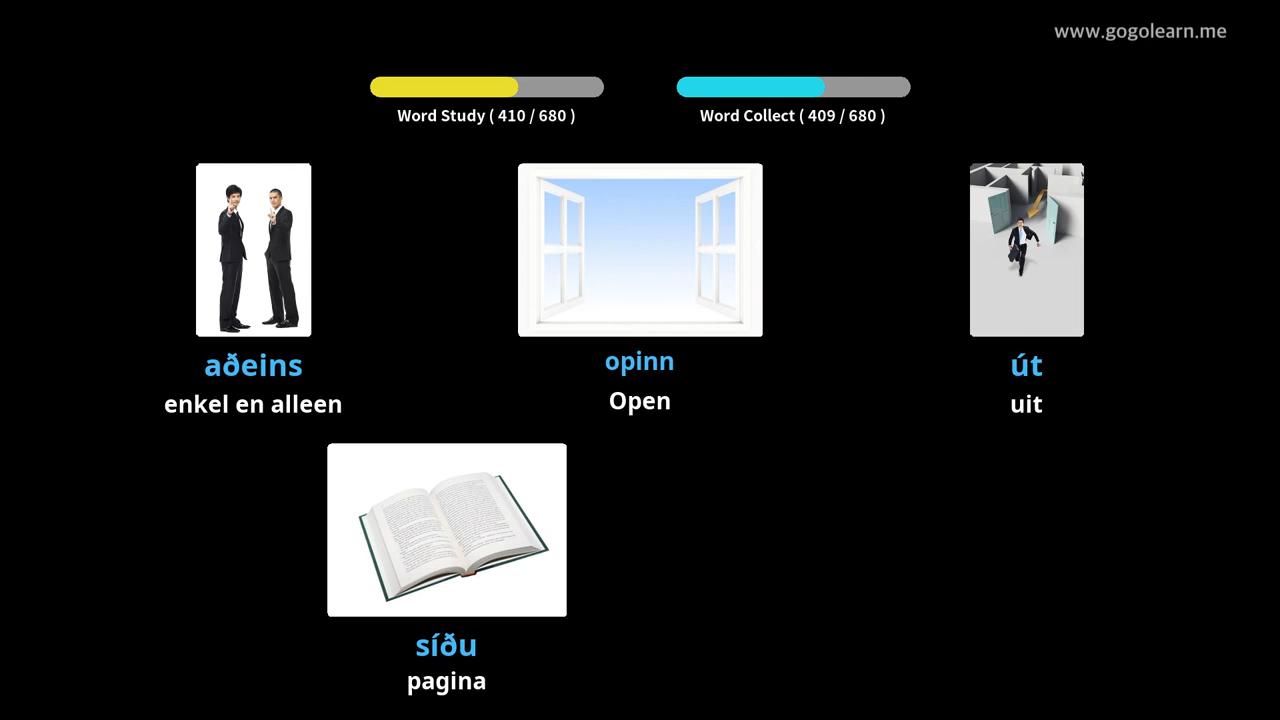 www.gogolearn.me
Word Study ( 410 / 680 )
Word Collect ( 409 / 680 )
aðeins
enkel en alleen
opinn
Open
út
uit
síðu
pagina